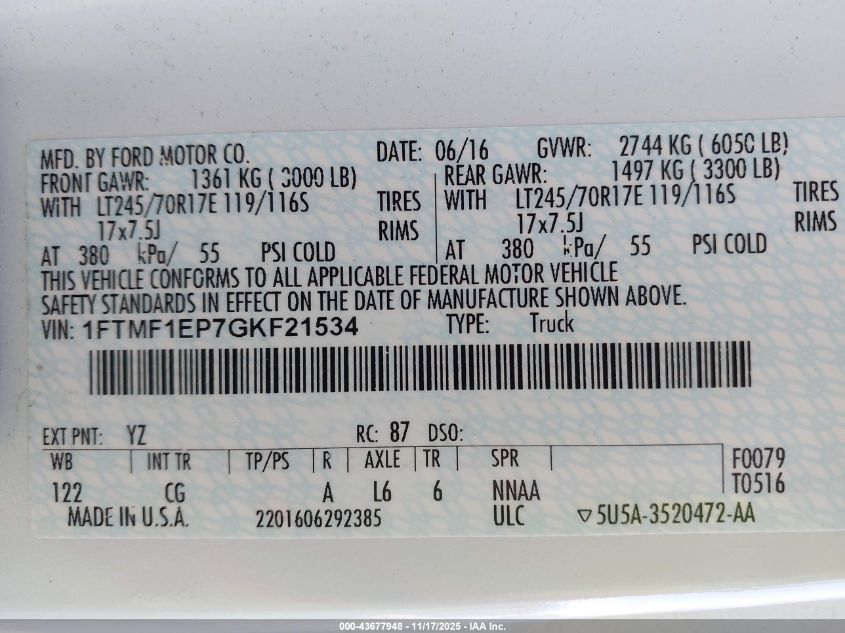 MFD. BY FORD MOTOR CO. DATE: 06/16 GVWR: 2744 KG ( 6050 LB)
FRONT GAWR: 1361 KG ( 3000 LB) REAR GAWR: 1497 KG ( 3300 LB)
WITH LT245/70R17E 119/116S TIRES WITH LT245/70R17E 119/116S TIRES
17x7.5J RIMS 17x7.5J RIMS
AT 380 kPa/ 55 PSI COLD AT 380 kPa/ 55 PSI COLD
THIS VEHICLE CONFORMS TO ALL APPLICABLE FEDERAL MOTOR VEHICLE
SAFETY STANDARDS IN EFFECT ON THE DATE OF MANUFACTURE SHOWN ABOVE.
VIN: 1FTMF1EP7GKF21534 TYPE: Truck
EXT PNT: YZ RC: 87 DSO:
WB INT TR TP/PS R AXLE TR SPR F0079
122 CG A L6 6 NNAA T0516
MADE IN U.S.A. 2201606292385 ULC ▽5U5A-3520472-AA
000-43677948 - 11/17/2025 - IAA Inc.